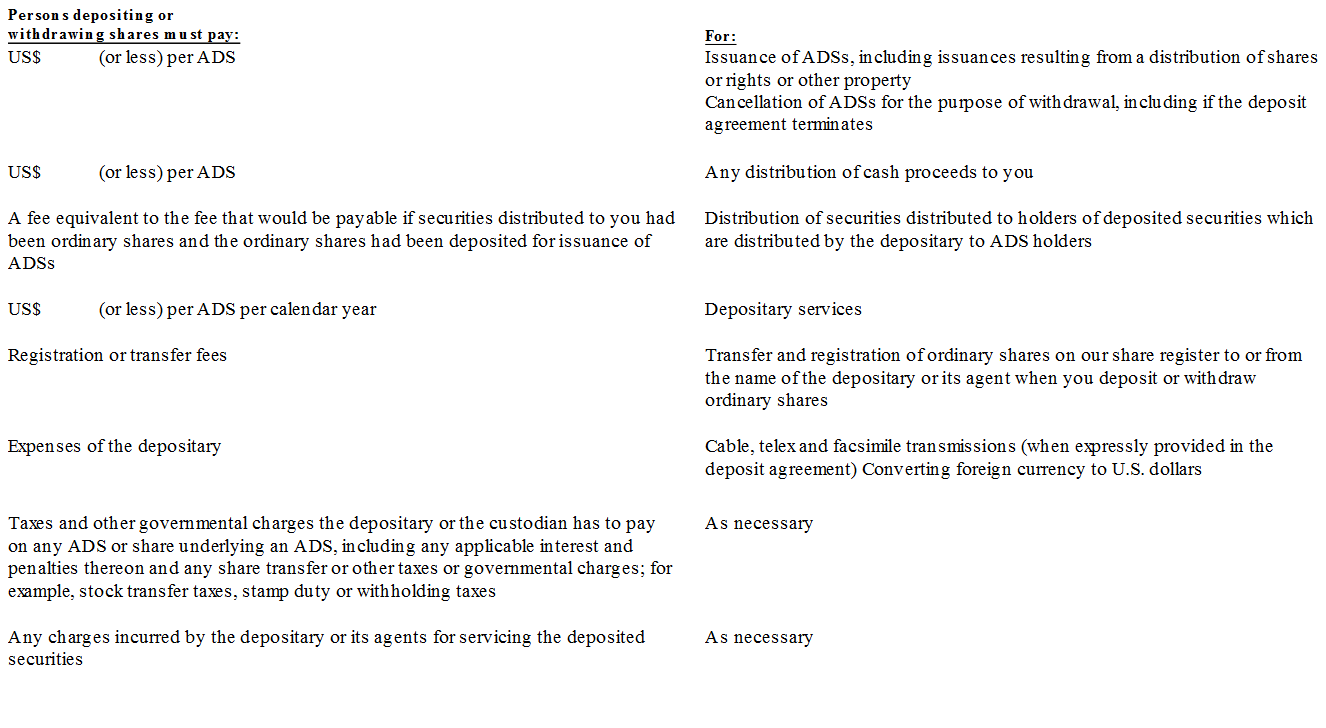 Persons depositing or
withdrawing shares must pay:
For:
US$ (or less) per ADS
Issuance of ADSs, including issuances resulting from a distribution of shares
or rights or other property
Cancellation of ADSs for the purpose of withdrawal, including if the deposit
agreement terminates
US$ (or less) per ADS
Any distribution of cash proceeds to you
A fee equivalent to the fee that would be payable if securities distributed to you had
been ordinary shares and the ordinary shares had been deposited for issuance of
ADSs
Distribution of securities distributed to holders of deposited securities which
are distributed by the depositary to ADS holders
US$ (or less) per ADS per calendar year
Depositary services
Registration or transfer fees
Transfer and registration of ordinary shares on our share register to or from
the name of the depositary or its agent when you deposit or withdraw
ordinary shares
Expenses of the depositary
Cable, telex and facsimile transmissions (when expressly provided in the
deposit agreement) Converting foreign currency to U.S. dollars
Taxes and other governmental charges the depositary or the custodian has to pay
on any ADS or share underlying an ADS, including any applicable interest and
penalties thereon and any share transfer or other taxes or governmental charges; for
example, stock transfer taxes, stamp duty or withholding taxes
As necessary
Any charges incurred by the depositary or its agents for servicing the deposited
securities
As necessary